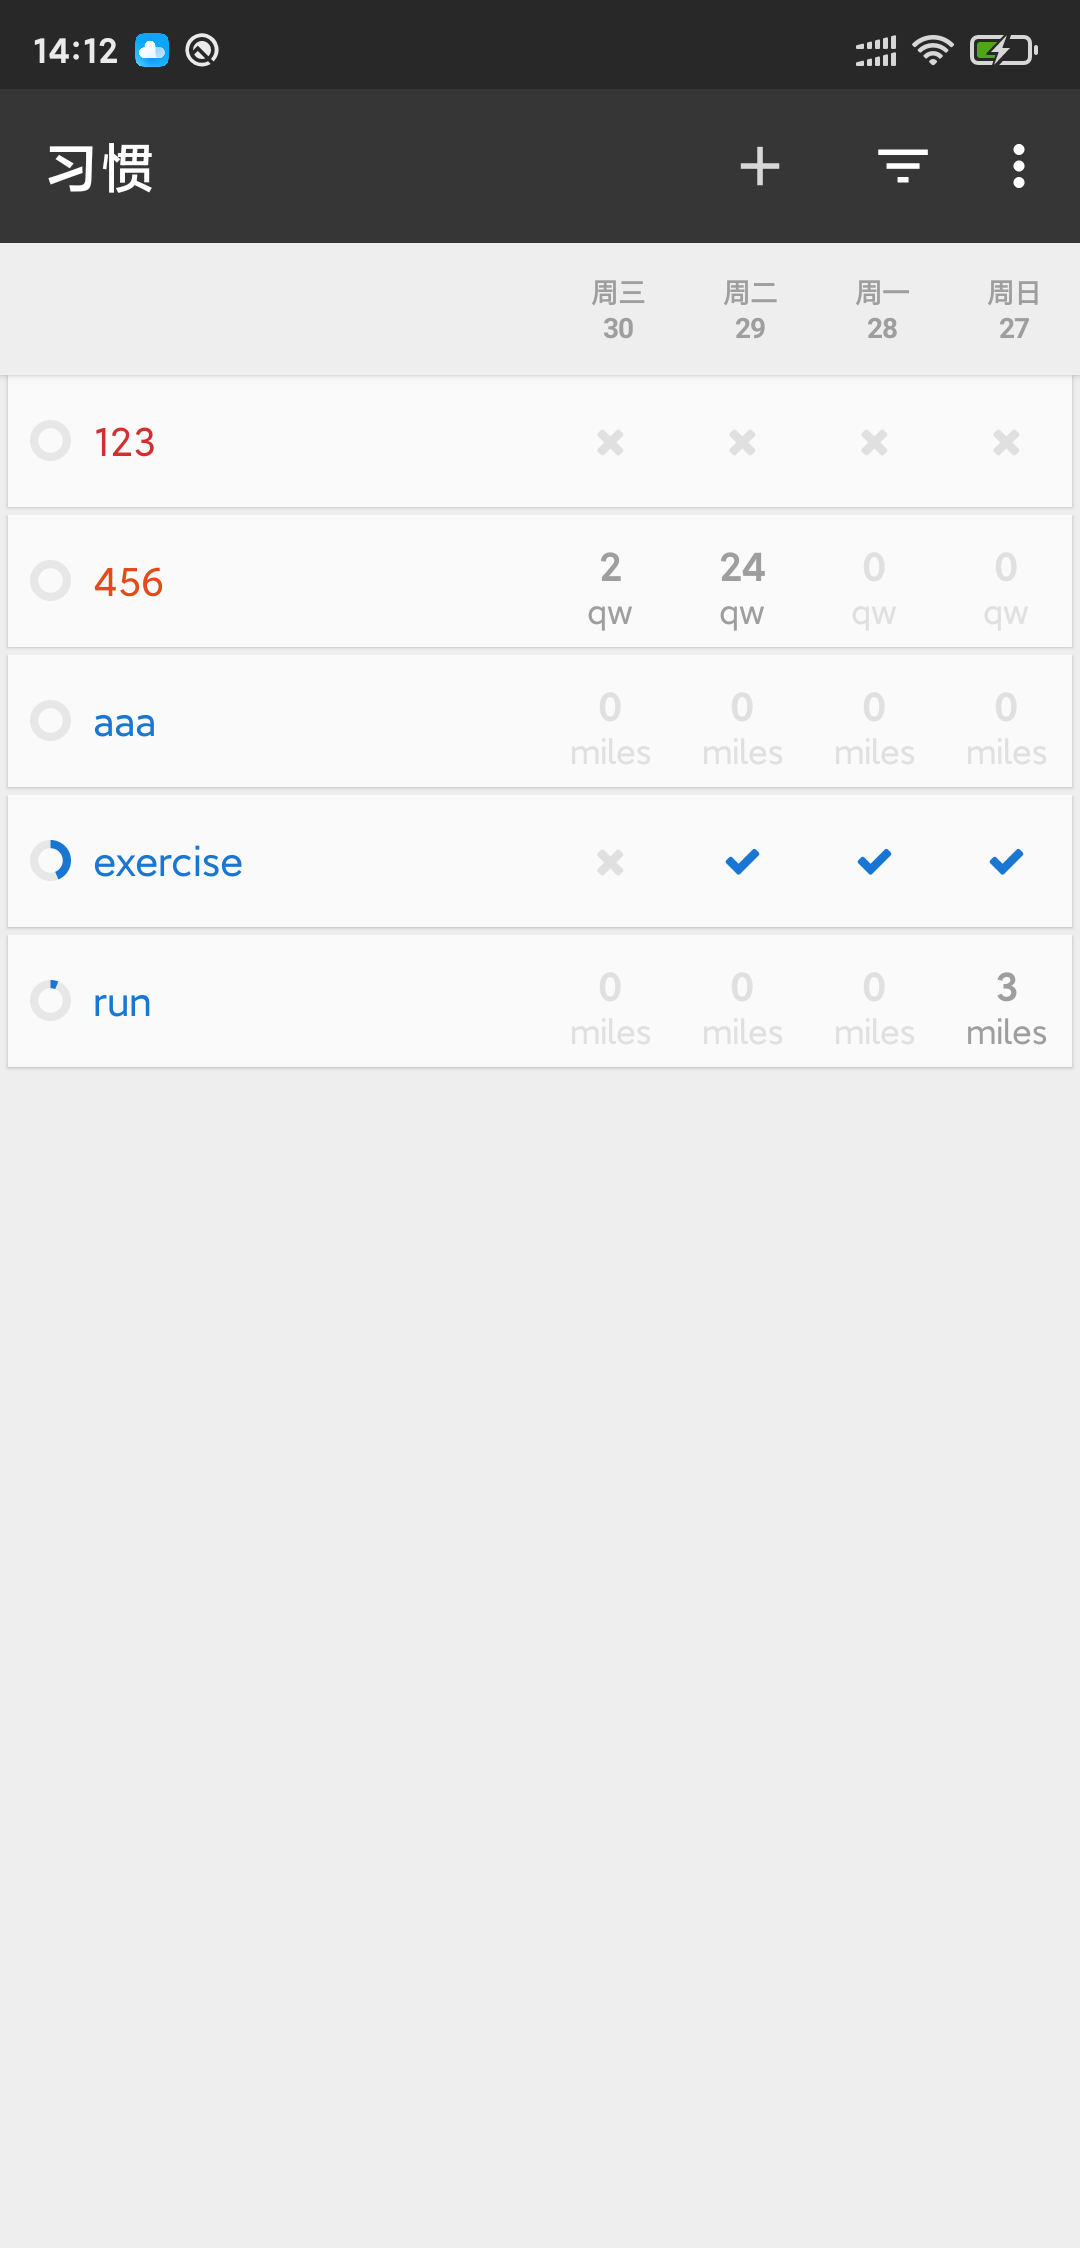 14:12
习惯
周三 周二 周一 周日
30 29 28 27
123
2 24 0 0
456
qw qw qw qw
0 0 0 0
aaa
miles miles miles miles
exercise
0 0 0 3
run
miles miles miles miles